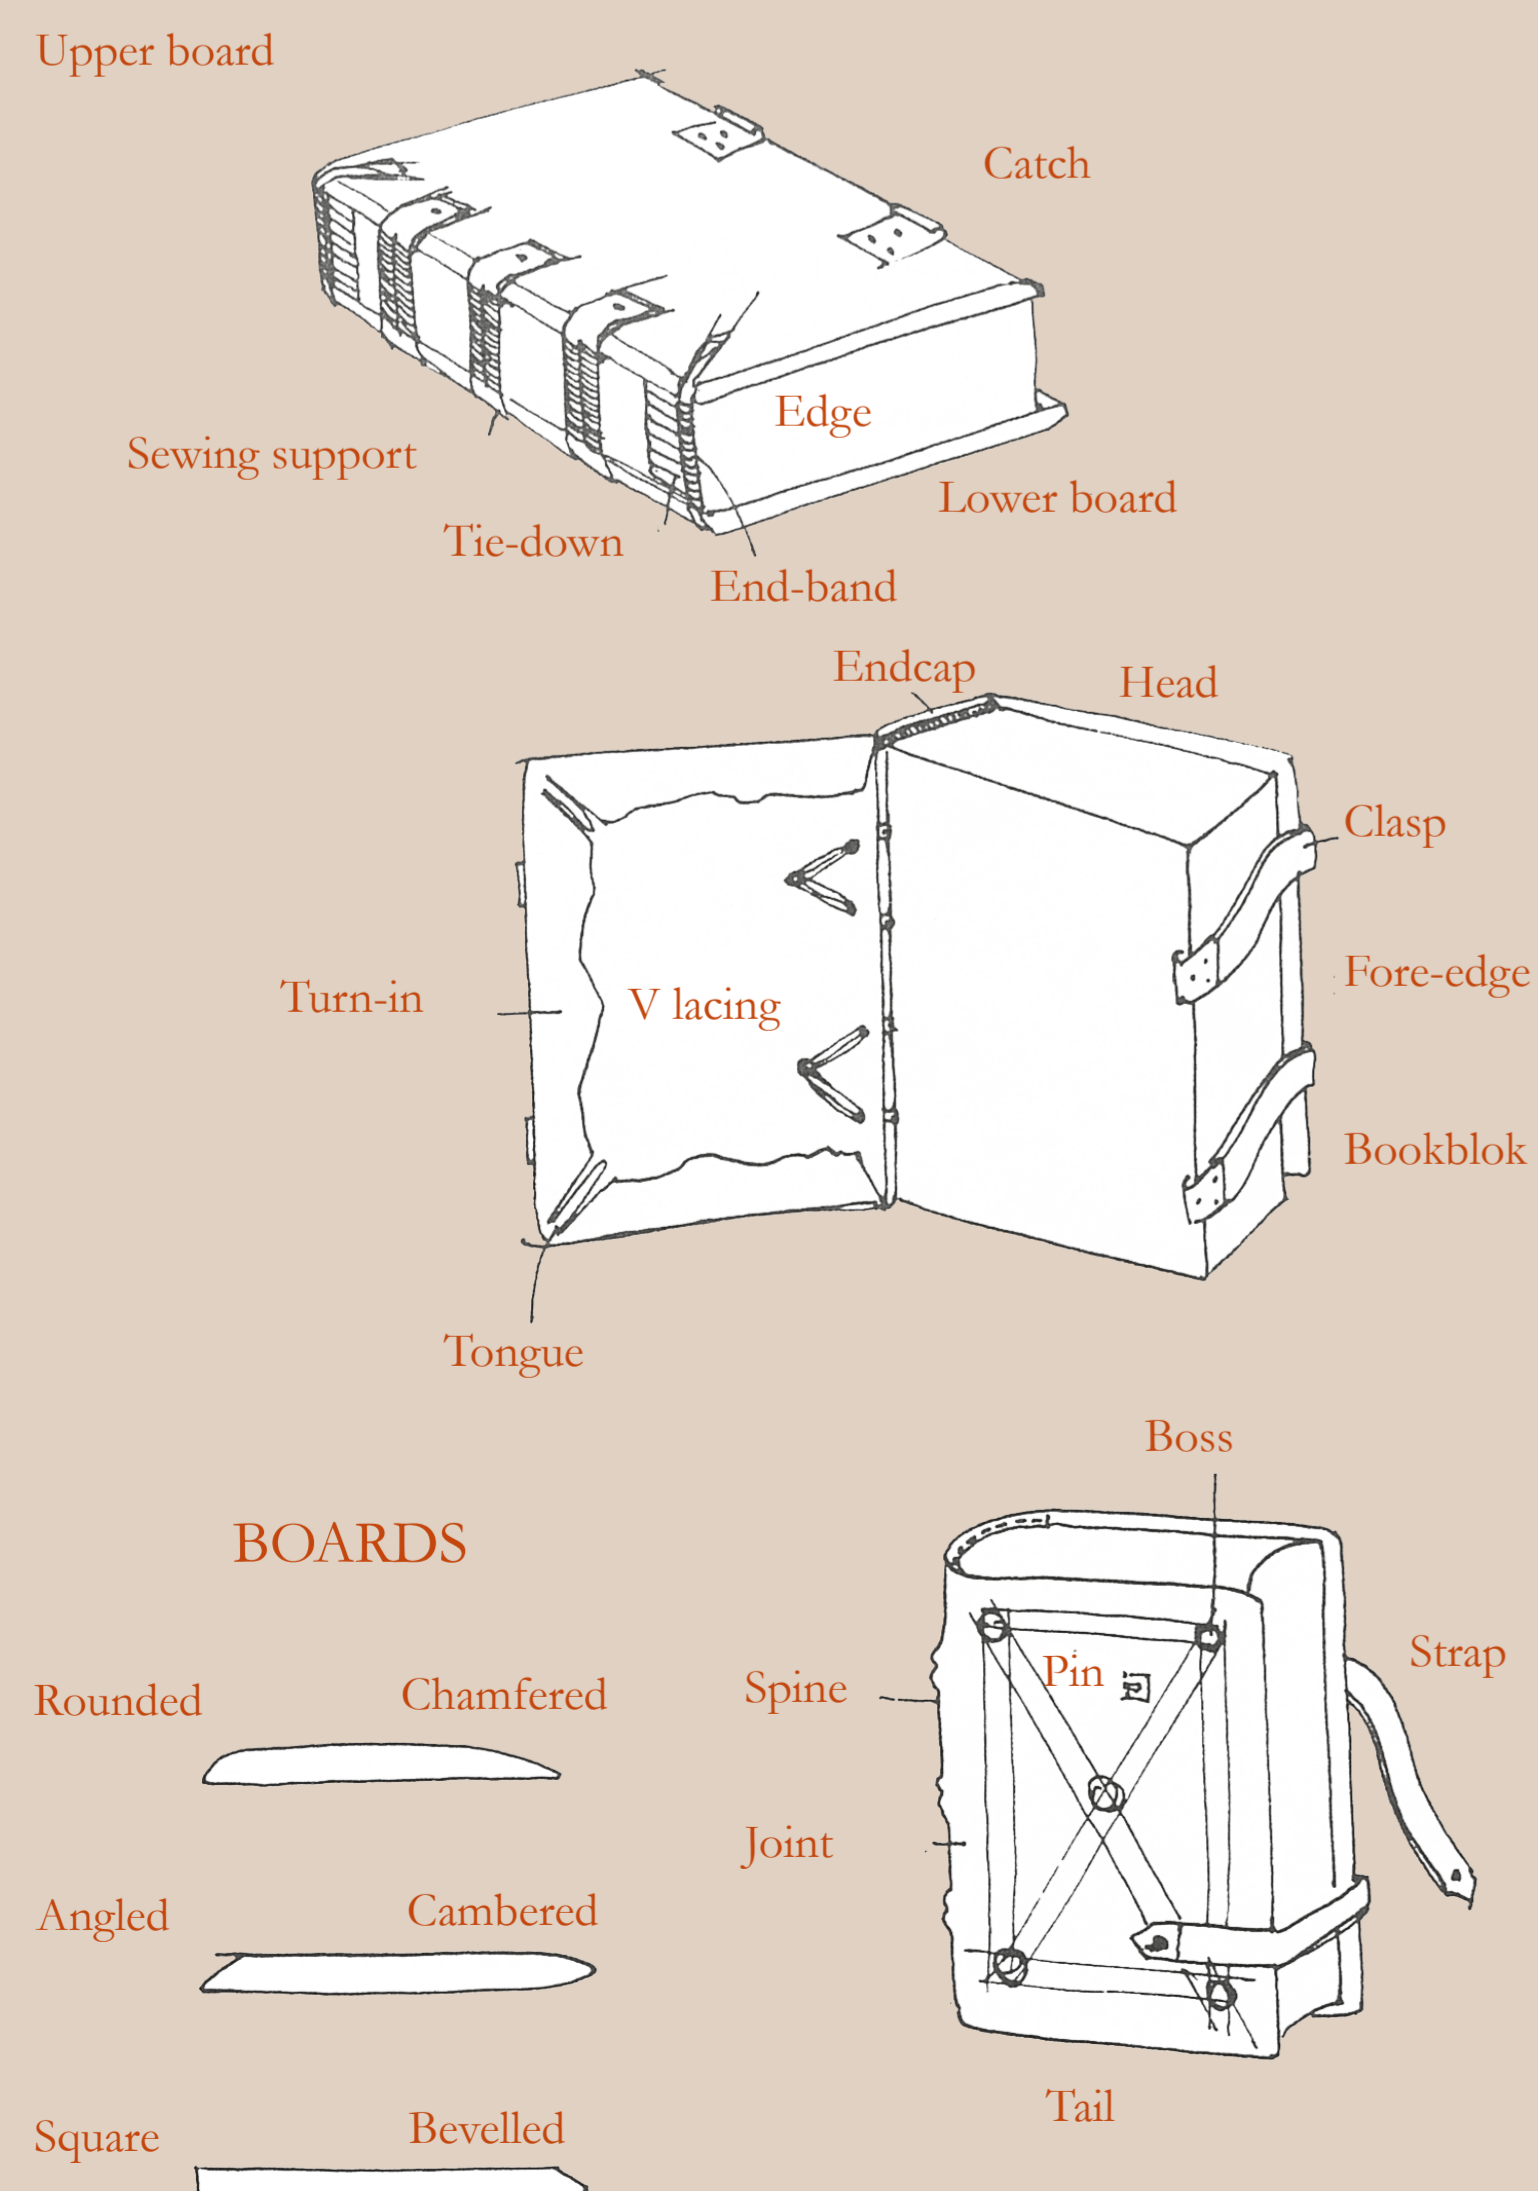 Upper board
Catch
Edge
Sewing support
Lower board
Tie-down
End-band
Endcap
Head
Clasp
Fore-edge
Turn-in
V lacing
Bookblok
Tongue
Boss
BOARDS
Strap
Pin
Spine
Rounded
Chamfered
Joint
Angled
Cambered
Tail
Square
Bevelled